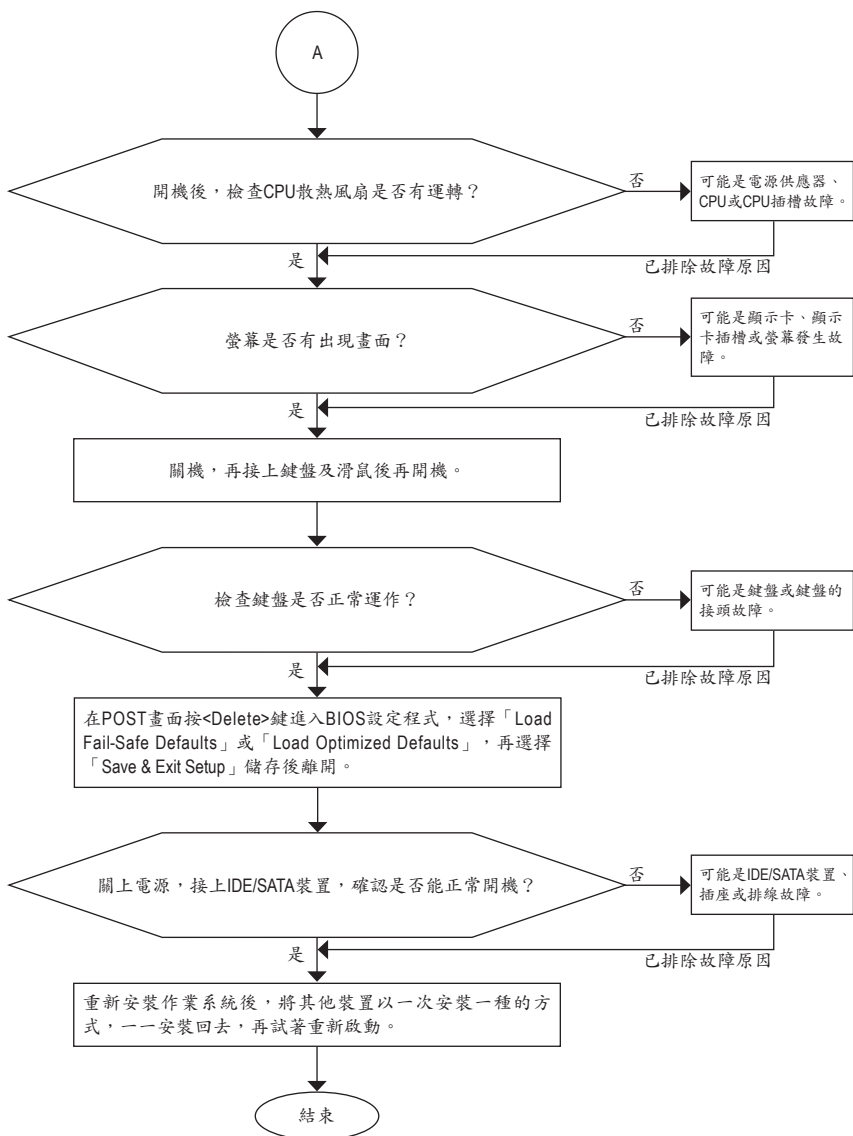 A
開機後，檢查CPU散熱風扇是否有運轉？
否
可能是電源供應器、
CPU或CPU插槽故障。
是
已排除故障原因
螢幕是否有出現畫面？
否
可能是顯示卡、顯示
卡插槽或螢幕發生故
障。
是
已排除故障原因
關機，再接上鍵盤及滑鼠後再開機。
檢查鍵盤是否正常運作？
否
可能是鍵盤或鍵盤的
接頭故障。
是
已排除故障原因
在POST畫面按<Delete>鍵進入BIOS設定程式，選擇「Load
Fail-Safe Defaults」或「Load Optimized Defaults」，再選擇
「Save & Exit Setup」儲存後離開。
關上電源，接上IDE/SATA裝置，確認是否能正常開機？
否
可能是IDE/SATA裝置、
插座或排線故障。
是
已排除故障原因
重新安裝作業系統後，將其他裝置以一次安裝一種的方
式，一一安裝回去，再試著重新啟動。
結束